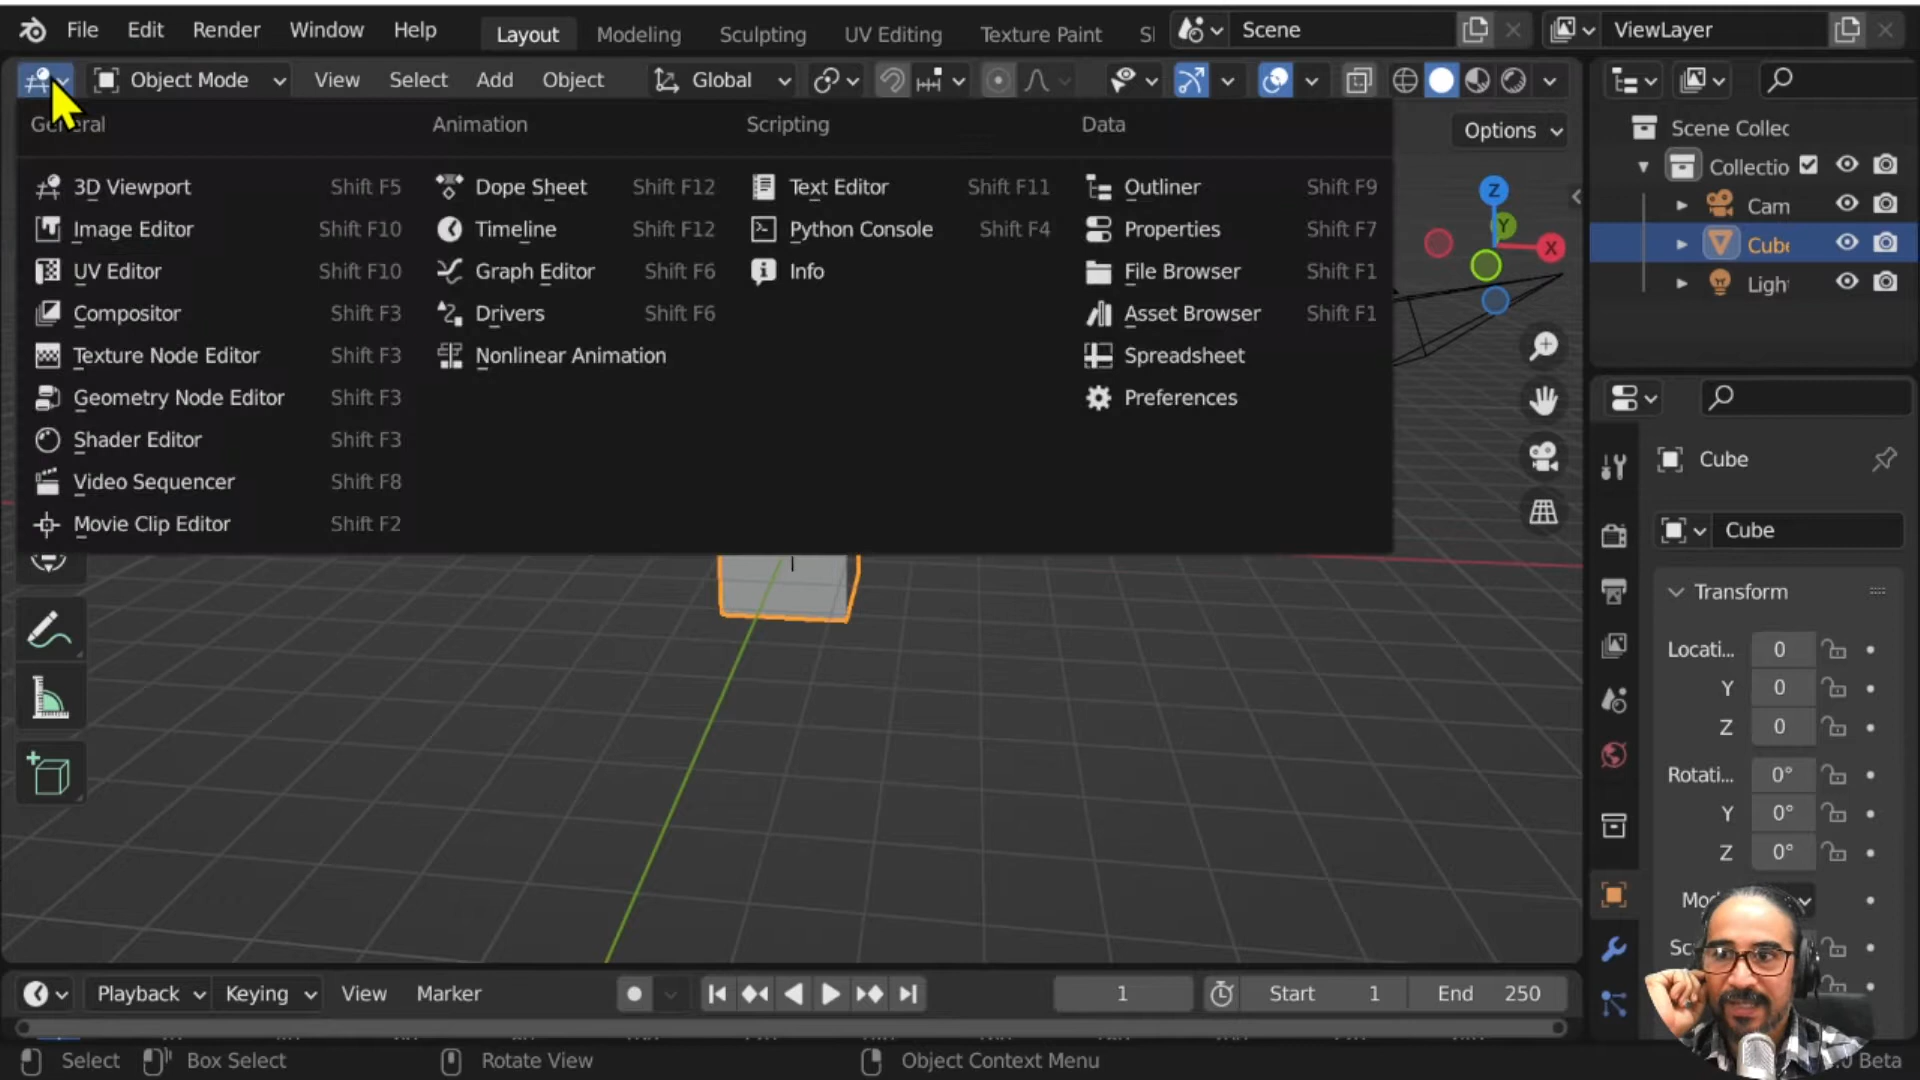 File Edit Render Window Help Layout Modeling Sculpting UV Editing Texture Paint Scene ViewLayer
Object Mode View Select Add Object Global
General Animation Scripting Data
Options
3D Viewport Shift F5
Image Editor Shift F10
UV Editor Shift F10
Compositor Shift F3
Texture Node Editor Shift F3
Geometry Node Editor Shift F3
Shader Editor Shift F3
Video Sequencer Shift F8
Movie Clip Editor Shift F2
Dope Sheet Shift F12
Timeline Shift F12
Graph Editor Shift F6
Drivers Shift F6
Nonlinear Animation
Text Editor Shift F11
Python Console Shift F4
Info
Outliner Shift F9
Properties Shift F7
File Browser Shift F1
Asset Browser Shift F1
Spreadsheet
Preferences
Z
Y
X
Scene Collec
Collectio
Cam
Cube
Ligh
Cube
Cube
Transform
Locati... 0
Y 0
Z 0
Rotati... 0°
Y 0°
Z 0°
Playback Keying View Marker 1 Start 1 End 250
Select Box Select Rotate View Object Context Menu Beta